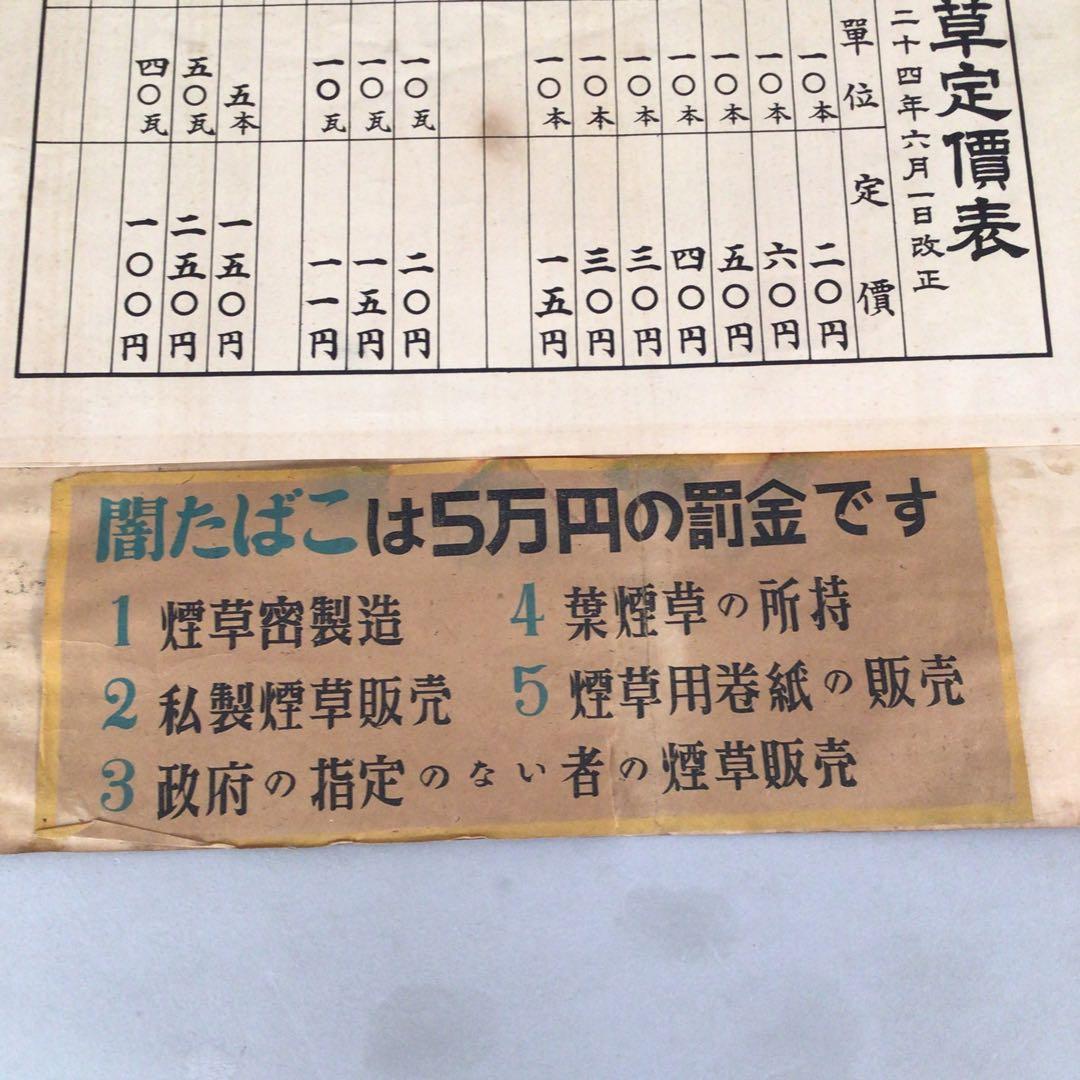 草定價表
二十四年六月一日改正
單位 定價
一〇本 二〇円
一〇本 六〇円
一〇本 五〇円
一〇本 四〇円
一〇本 三〇円
一〇本 三〇円
一〇本 一五円
一〇瓦 二〇円
一〇瓦 一五円
一〇瓦 一一円
五本 一五〇円
五〇瓦 二五〇円
四〇瓦 一〇〇円
闇たばこは5万円の罰金です
1 煙草密製造
2 私製煙草販売
3 政府の指定のない者の煙草販売
4 葉煙草の所持
5 煙草用巻紙の販売